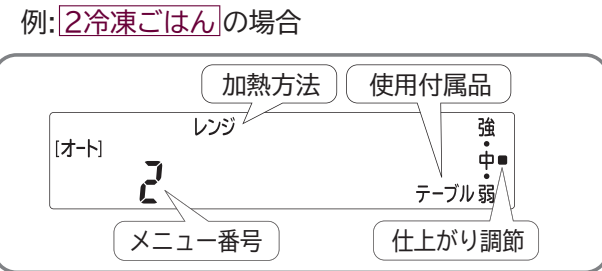 例: 2冷凍ごはん の場合
加熱方法 使用付属品
レンジ 強
[オート] 中
2 テーブル 弱
メニュー番号 仕上がり調節